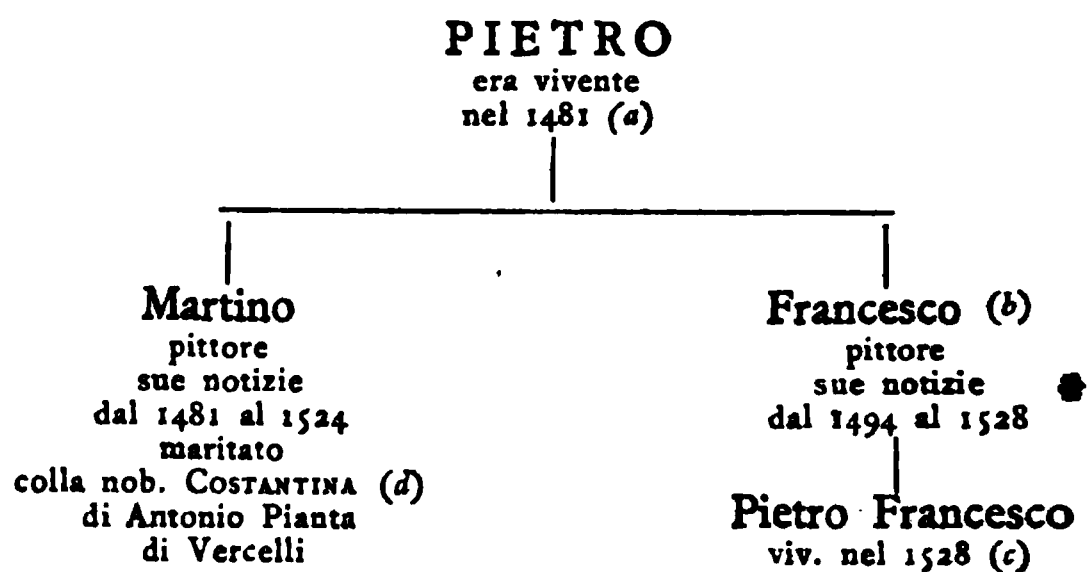 PIETRO
era vivente
nel 1481 (a)
Martino
pittore
sue notizie
dal 1481 al 1524
maritato
colla nob. COSTANTINA (d)
di Antonio Pianta
di Vercelli
Francesco (b)
pittore
sue notizie
dal 1494 al 1528
Pietro Francesco
viv. nel 1528 (c)